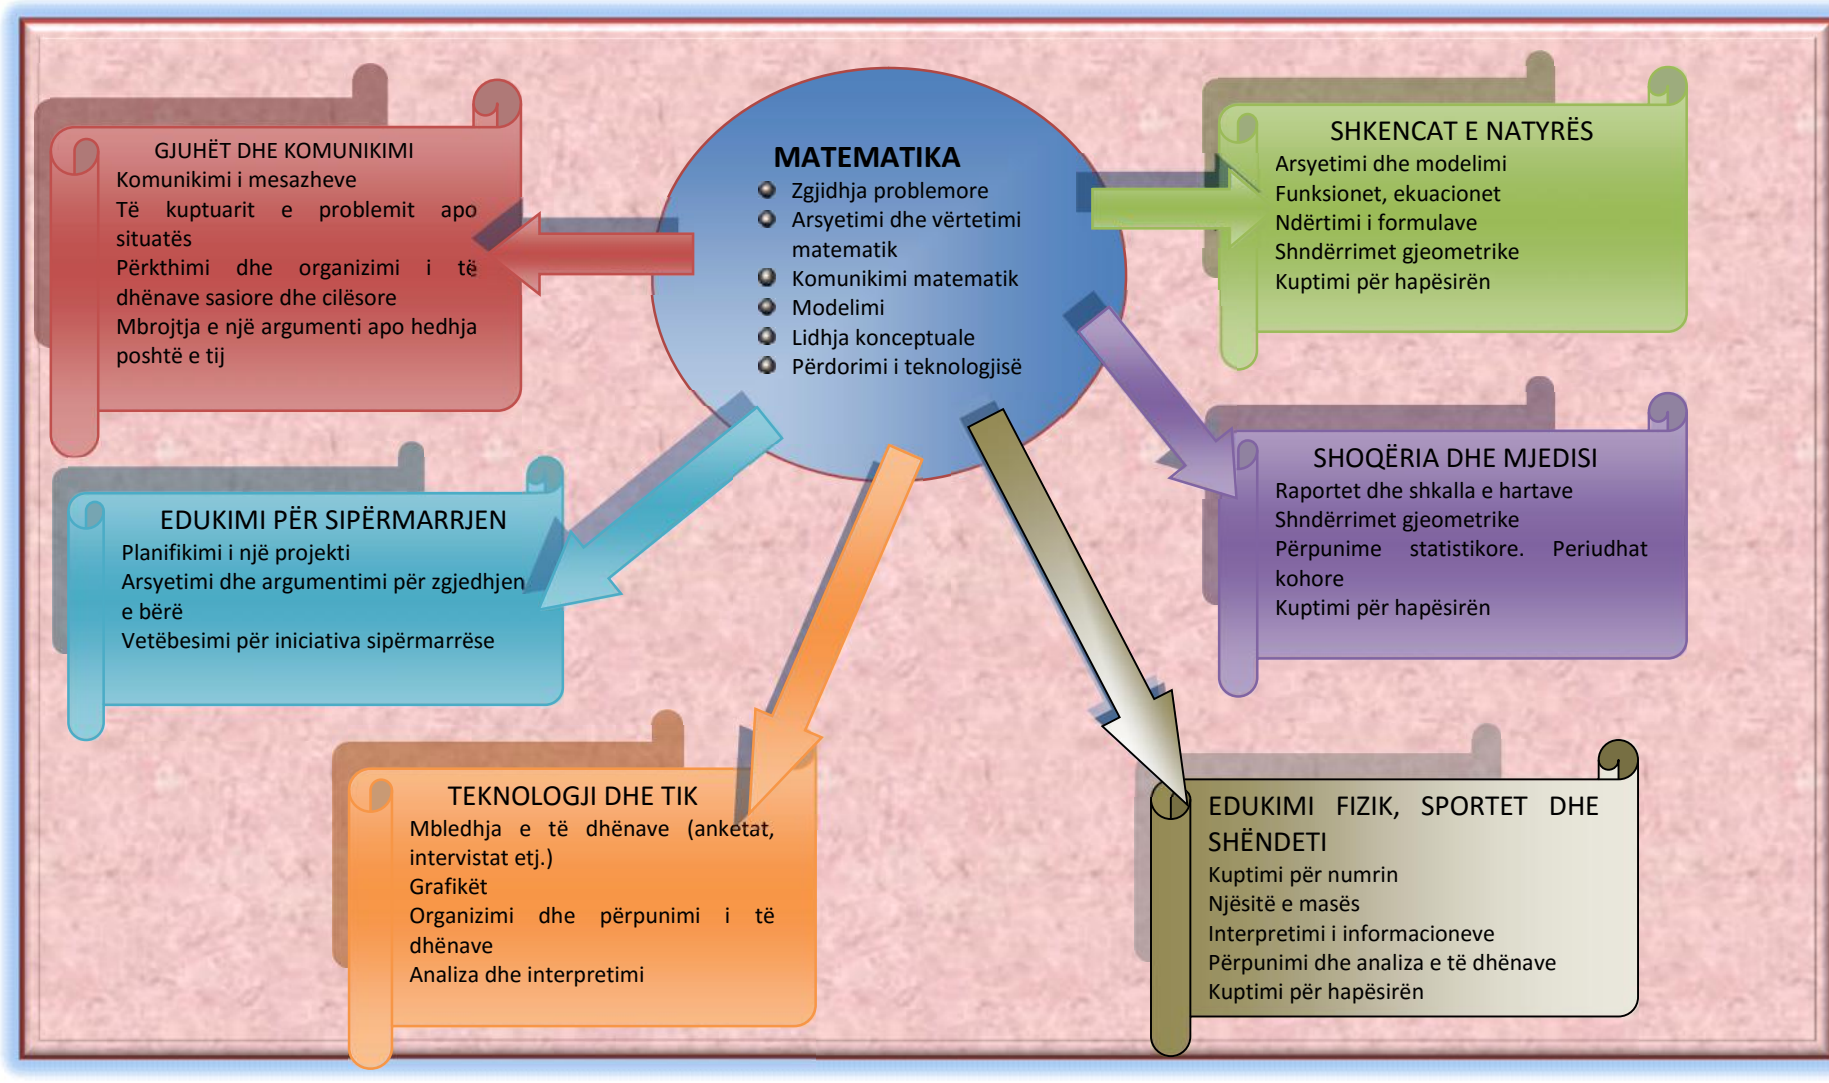 MATEMATIKA
Zgjidhja problemore
Arsyetimi dhe vërtetimi
matematik
Komunikimi matematik
Modelimi
Lidhja konceptuale
Përdorimi i teknologjisë
GJUHËT DHE KOMUNIKIMI
Komunikimi i mesazheve
Të kuptuarit e problemit apo
situatës
Përkthimi dhe organizimi i të
dhënave sasiore dhe cilësore
Mbrojtja e një argumenti apo hedhja
poshtë e tij
SHKENCAT E NATYRËS
Arsyetimi dhe modelimi
Funksionet, ekuacionet
Ndërtimi i formulave
Shndërrimet gjeometrike
Kuptimi për hapësirën
EDUKIMI PËR SIPËRMARRJEN
Planifikimi i një projekti
Arsyetimi dhe argumentimi për zgjedhjen
e bërë
Vetëbesimi për iniciativa sipërmarrëse
SHOQËRIA DHE MJEDISI
Raportet dhe shkalla e hartave
Shndërrimet gjeometrike
Përpunime statistikore. Periudhat
kohore
Kuptimi për hapësirën
TEKNOLOGJI DHE TIK
Mbledhja e të dhënave (anketat,
intervistat etj.)
Grafikët
Organizimi dhe përpunimi i të
dhënave
Analiza dhe interpretimi
EDUKIMI FIZIK, SPORTET DHE
SHËNDETI
Kuptimi për numrin
Njësitë e masës
Interpretimi i informacioneve
Përpunimi dhe analiza e të dhënave
Kuptimi për hapësirën